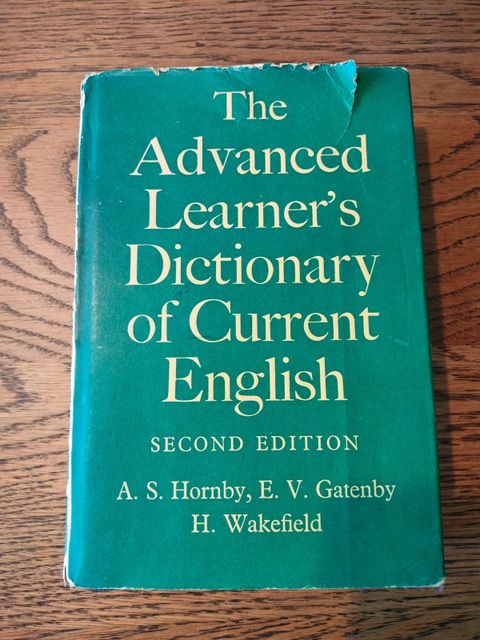 The
Advanced
Learner's
Dictionary
of Current
English
SECOND EDITION
A. S. Hornby, E. V. Gatenby
H. Wakefield